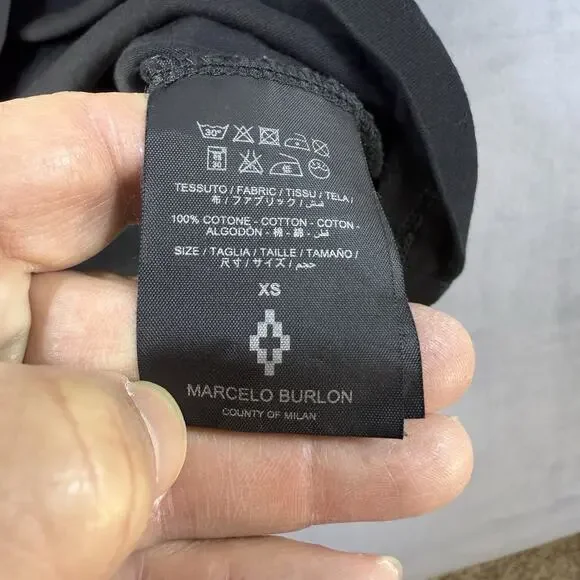 30°
TESSUTO / FABRIC / TISSU / TELA /
布 / ファブリック / قماش
100% COTONE - COTTON - COTON -
ALGODÓN - 棉 - 綿 - قطن
SIZE / TAGLIA / TAILLE / TAMAÑO /
尺寸 / サイズ / حجم
XS
MARCELO BURLON
COUNTY OF MILAN